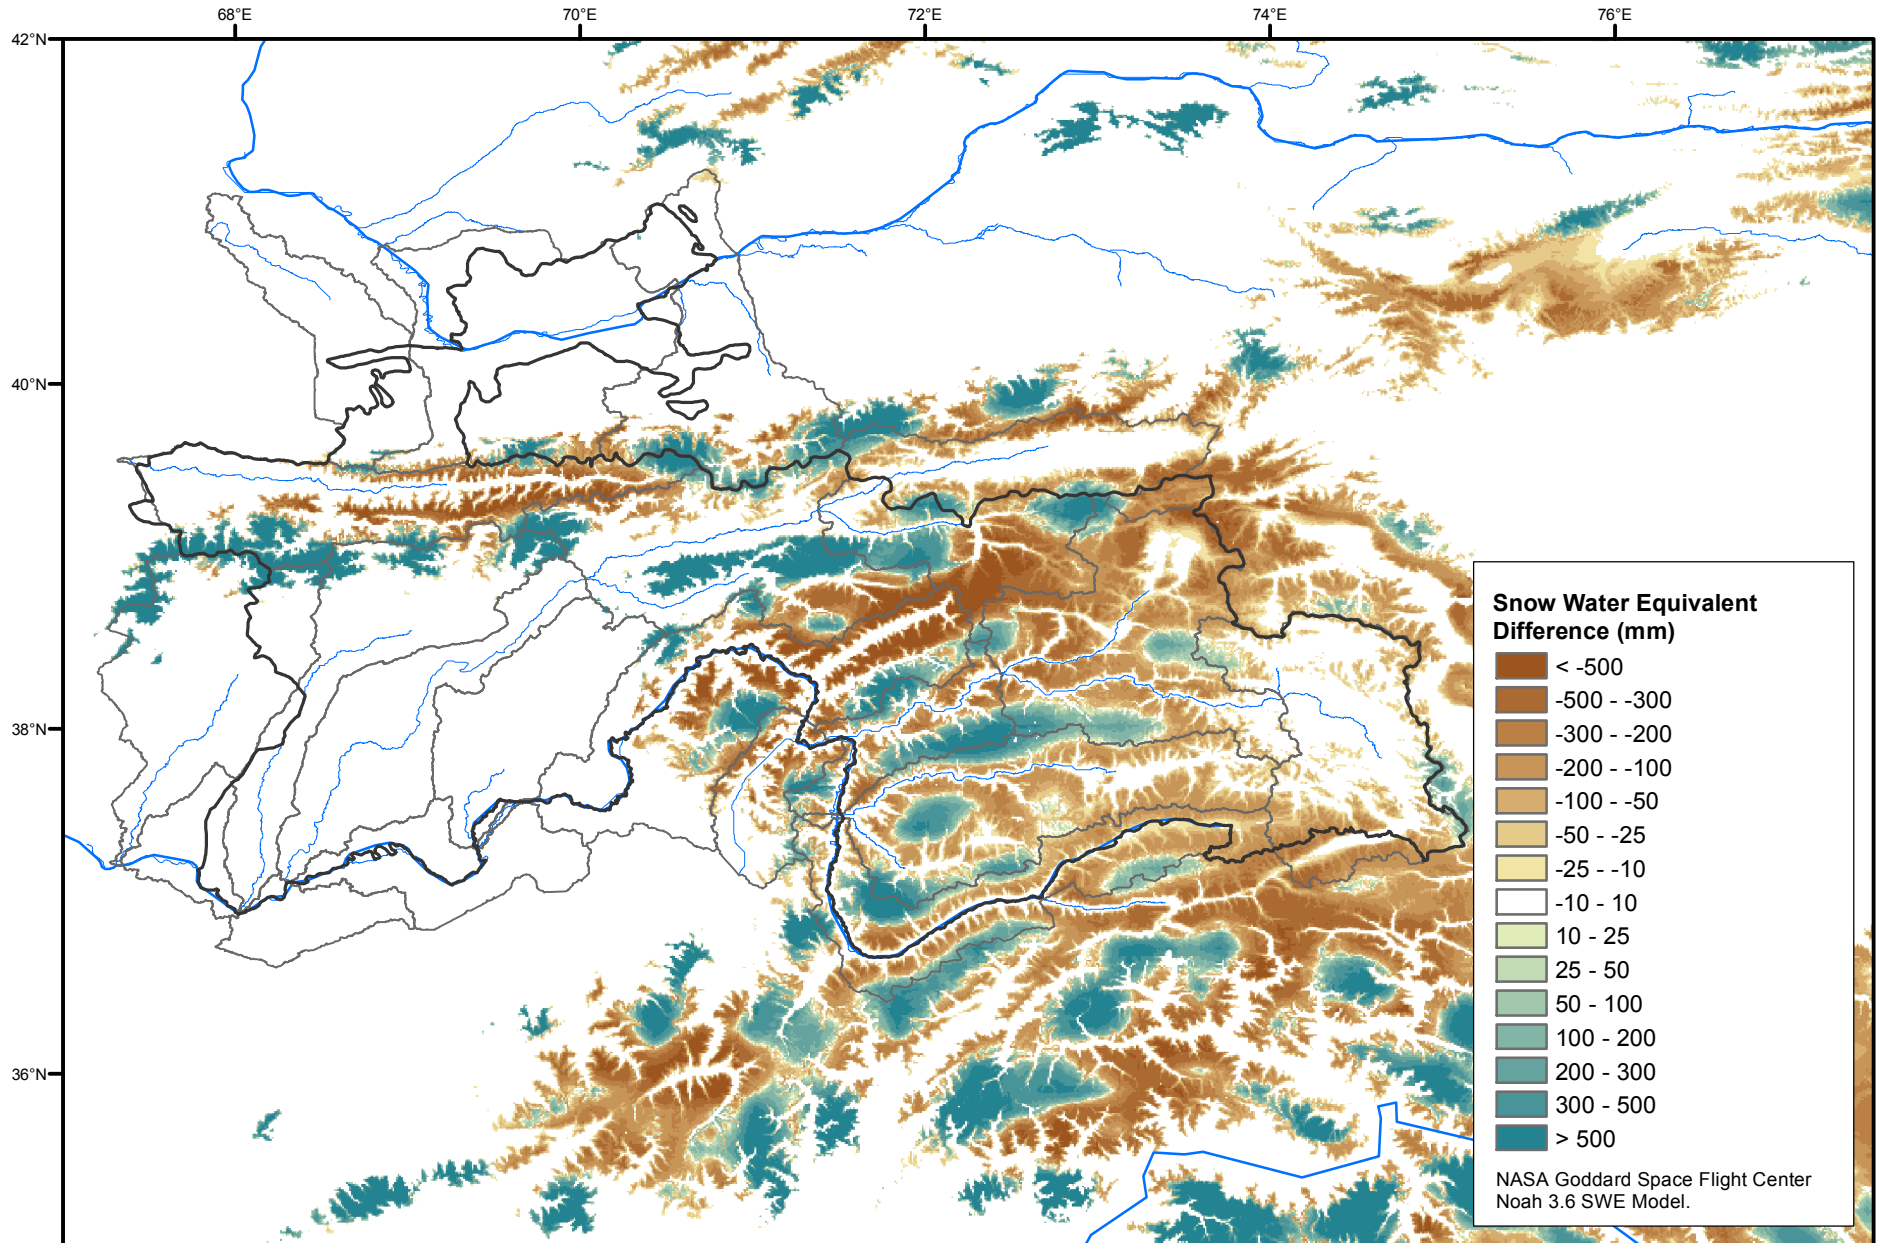 68°E 70°E 72°E 74°E 76°E
42°N
40°N
38°N
36°N
Snow Water Equivalent
Difference (mm)
< -500
-500 - -300
-300 - -200
-200 - -100
-100 - -50
-50 - -25
-25 - -10
-10 - 10
10 - 25
25 - 50
50 - 100
100 - 200
200 - 300
300 - 500
> 500
NASA Goddard Space Flight Center
Noah 3.6 SWE Model.